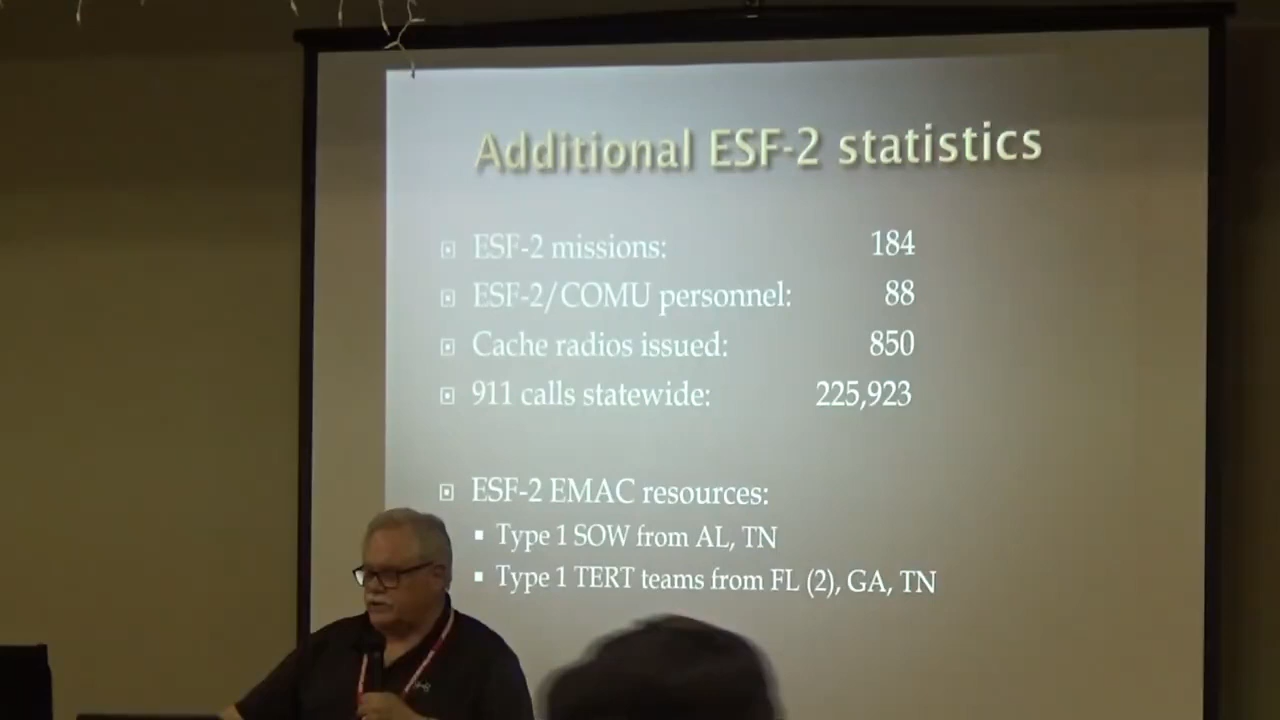 Additional ESF-2 statistics
ESF-2 missions: 184
ESF-2/COMU personnel: 88
Cache radios issued: 850
911 calls statewide: 225,923
ESF-2 EMAC resources:
Type 1 SOW from AL, TN
Type 1 TERT teams from FL (2), GA, TN